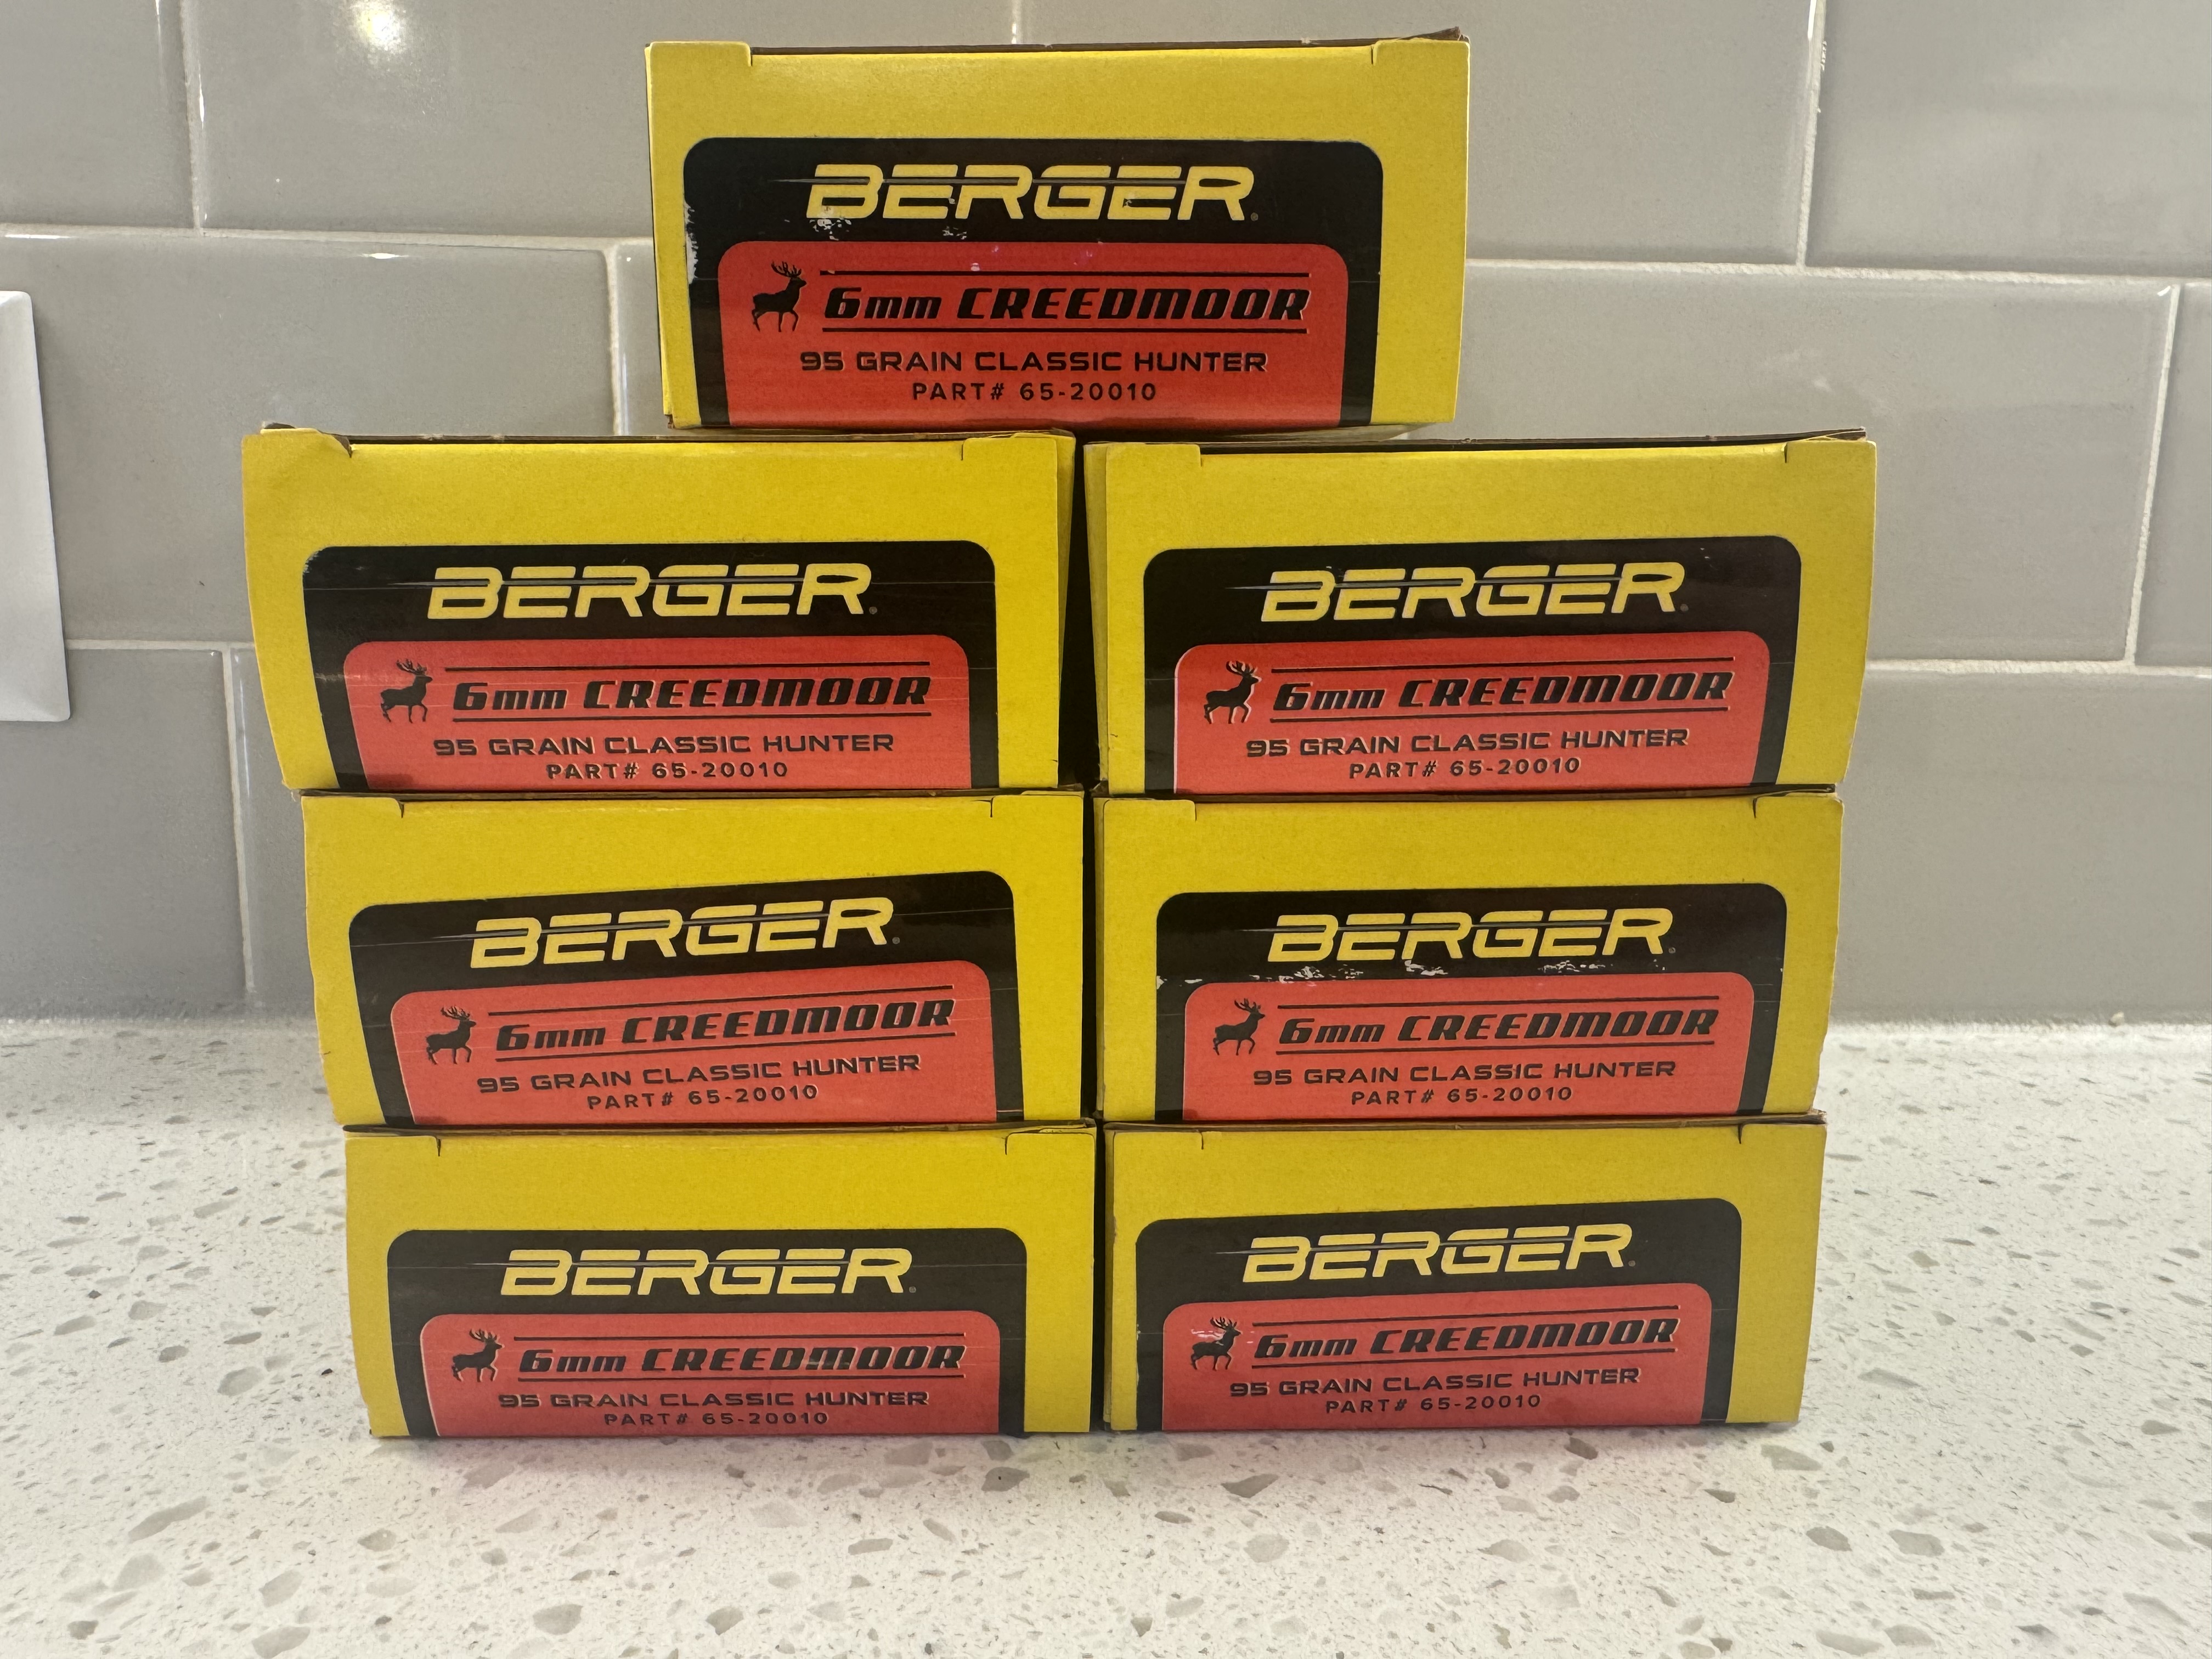 BERGER
6mm CREEDMOOR
95 GRAIN CLASSIC HUNTER
PART# 65-20010
BERGER
6mm CREEDMOOR
95 GRAIN CLASSIC HUNTER
PART# 65-20010
BERGER
6mm CREEDMOOR
95 GRAIN CLASSIC HUNTER
PART# 65-20010
BERGER
6mm CREEDMOOR
95 GRAIN CLASSIC HUNTER
PART# 65-20010
BERGER
6mm CREEDMOOR
95 GRAIN CLASSIC HUNTER
PART# 65-20010
BERGER
6mm CREEDMOOR
95 GRAIN CLASSIC HUNTER
PART# 65-20010
BERGER
6mm CREEDMOOR
95 GRAIN CLASSIC HUNTER
PART# 65-20010